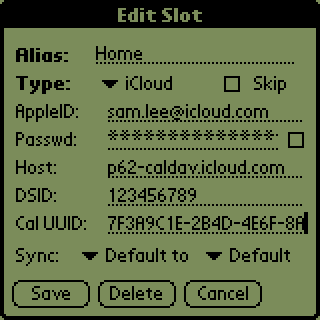 Edit Slot
Alias: Home
Type: iCloud Skip
AppleID: sam.lee@icloud.com
Passwd: **************
Host: p62-caldav.icloud.com
DSID: 123456789
Cal UUID: 7F3A9C1E-2B4D-4E6F-8A
Sync: Default to Default
Save Delete Cancel